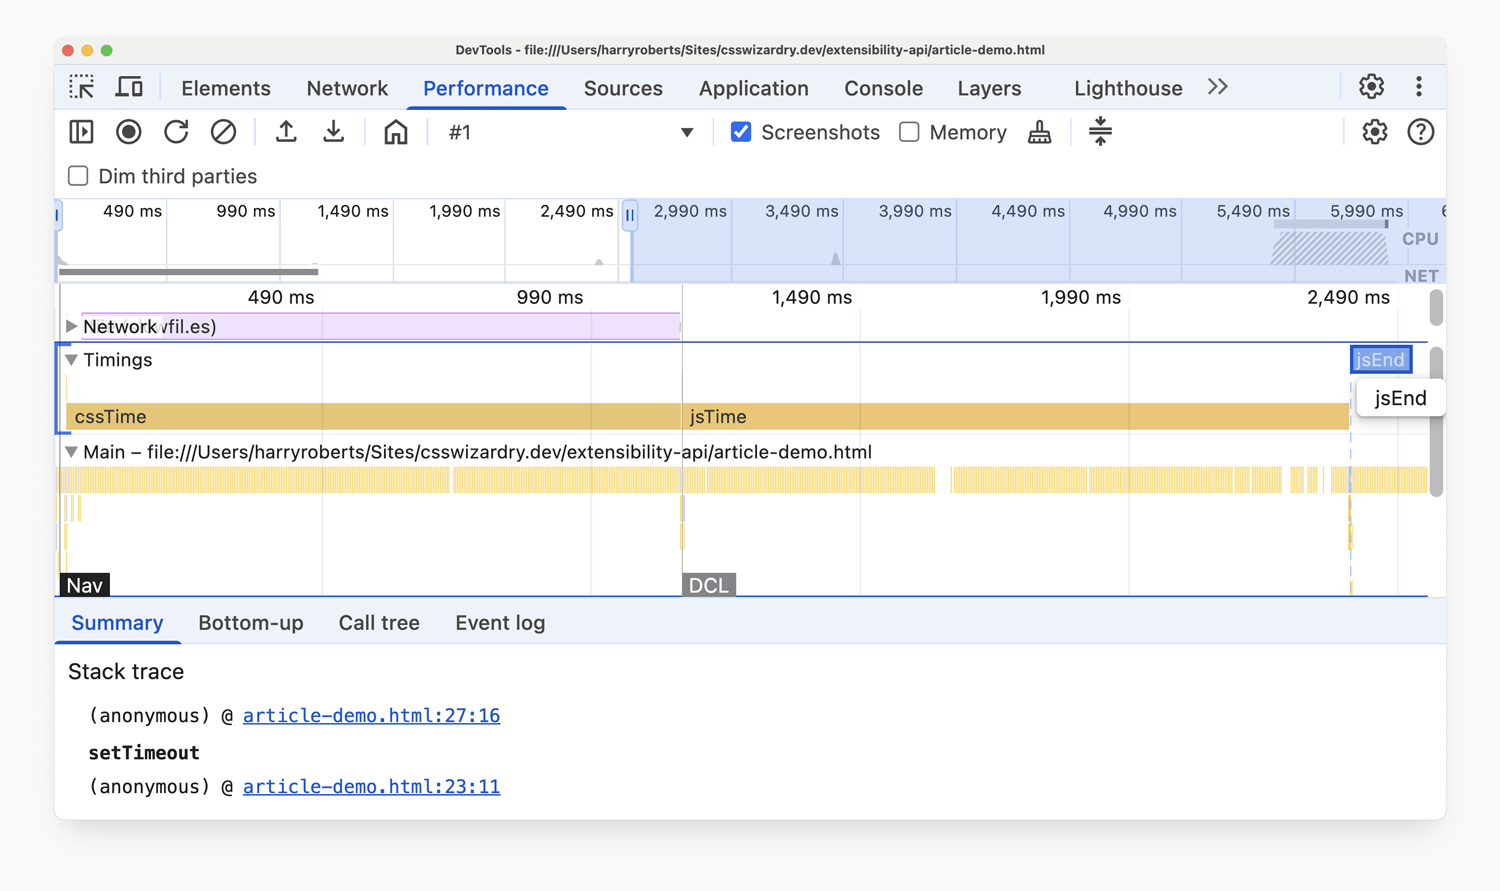 DevTools - file:///Users/harryroberts/Sites/csswizardry.dev/extensibility-api/article-demo.html
Elements Network Performance Sources Application Console Layers Lighthouse
#1 Screenshots Memory
Dim third parties
490 ms 990 ms 1,490 ms 1,990 ms 2,490 ms 2,990 ms 3,490 ms 3,990 ms 4,490 ms 4,990 ms 5,490 ms 5,990 ms
CPU
NET
490 ms 990 ms 1,490 ms 1,990 ms 2,490 ms
Network fil.es)
Timings jsEnd
jsEnd
cssTime jsTime
Main – file:///Users/harryroberts/Sites/csswizardry.dev/extensibility-api/article-demo.html
Nav DCL
Summary Bottom-up Call tree Event log
Stack trace
(anonymous) @ article-demo.html:27:16
setTimeout
(anonymous) @ article-demo.html:23:11